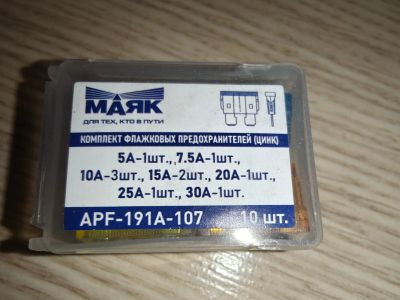 МАЯК
ДЛЯ ТЕХ, КТО В ПУТИ
КОМПЛЕКТ ФЛАЖКОВЫХ ПРЕДОХРАНИТЕЛЕЙ (ЦИНК)
5А-1шт.,7.5А-1шт.,
10А-3шт., 15А-2шт., 20А-1шт.,
25А-1шт., 30А-1шт.
APF-191A-107 10 шт.